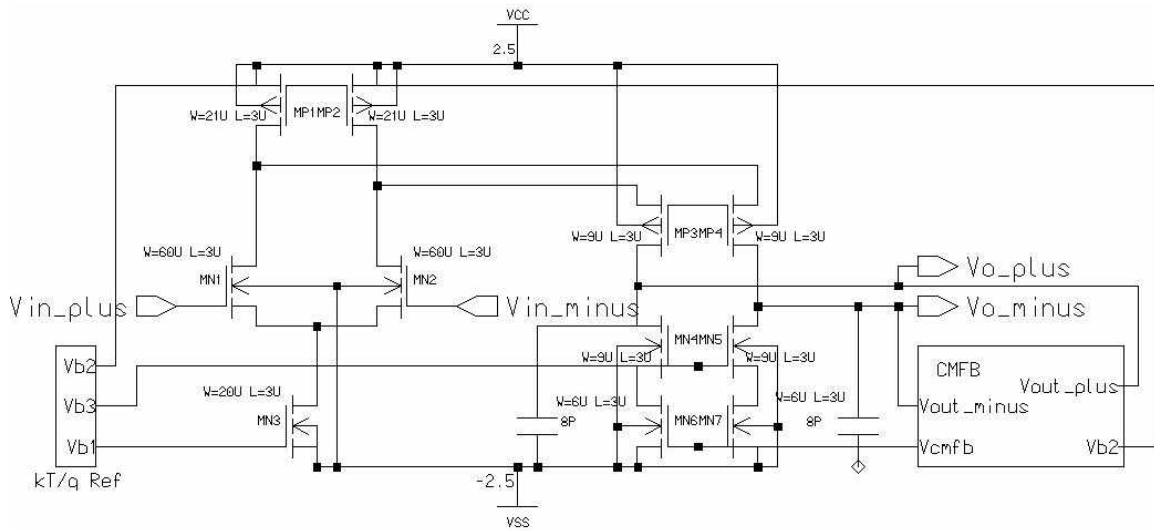 VCC
2.5
W=21U L=3U
MP1MP2
W=21U L=3U
MP3MP4
W=9U L=3U
W=9U L=3U
W=60U L=3U
W=60U L=3U
MN1
MN2
Vin_plus
Vin_minus
Vo_plus
Vo_minus
MN4MN5
W=9U L=3U
W=9U L=3U
Vb2
Vb3
Vb1
kT/q Ref
W=20U L=3U
MN3
8P
W=6U L=3U
MN6MN7
W=6U L=3U
8P
CMFB
Vout_plus
Vout_minus
Vcmfb
Vb2
-2.5
VSS